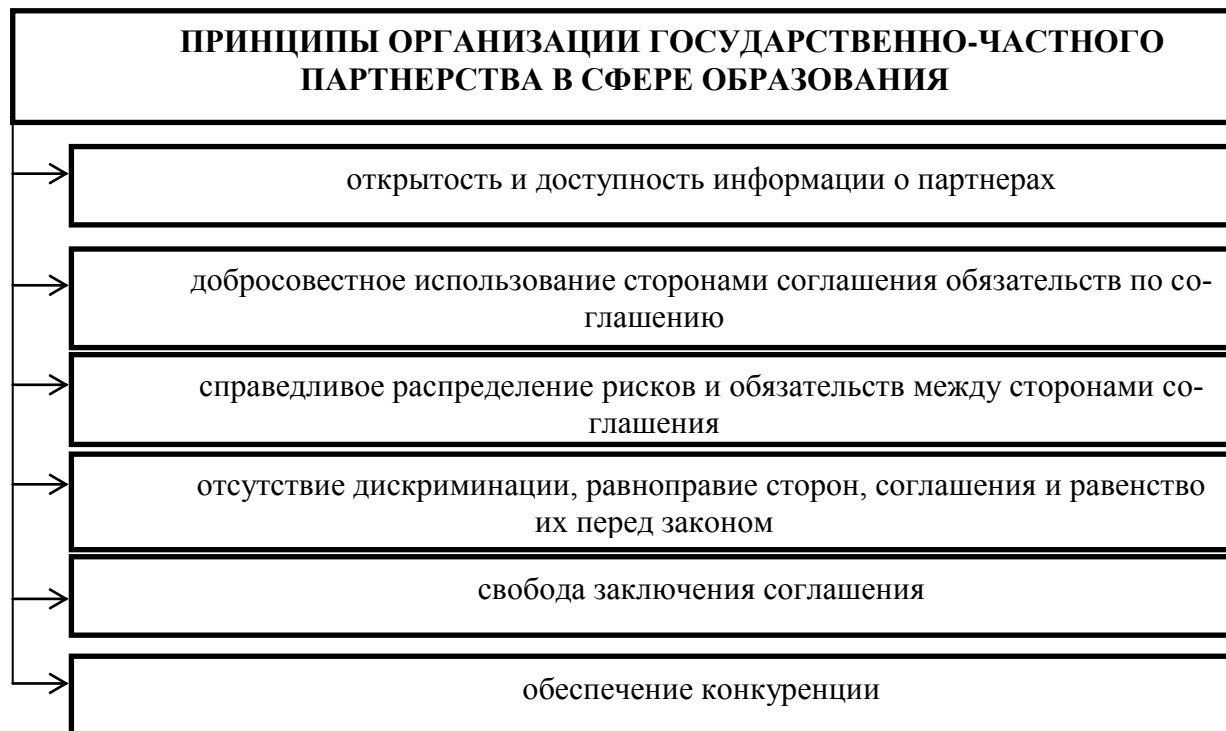 ПРИНЦИПЫ ОРГАНИЗАЦИИ ГОСУДАРСТВЕННО-ЧАСТНОГО
ПАРТНЕРСТВА В СФЕРЕ ОБРАЗОВАНИЯ
открытость и доступность информации о партнерах
добросовестное использование сторонами соглашения обязательств по со-
глашению
справедливое распределение рисков и обязательств между сторонами со-
глашения
отсутствие дискриминации, равноправие сторон, соглашения и равенство
их перед законом
свобода заключения соглашения
обеспечение конкуренции